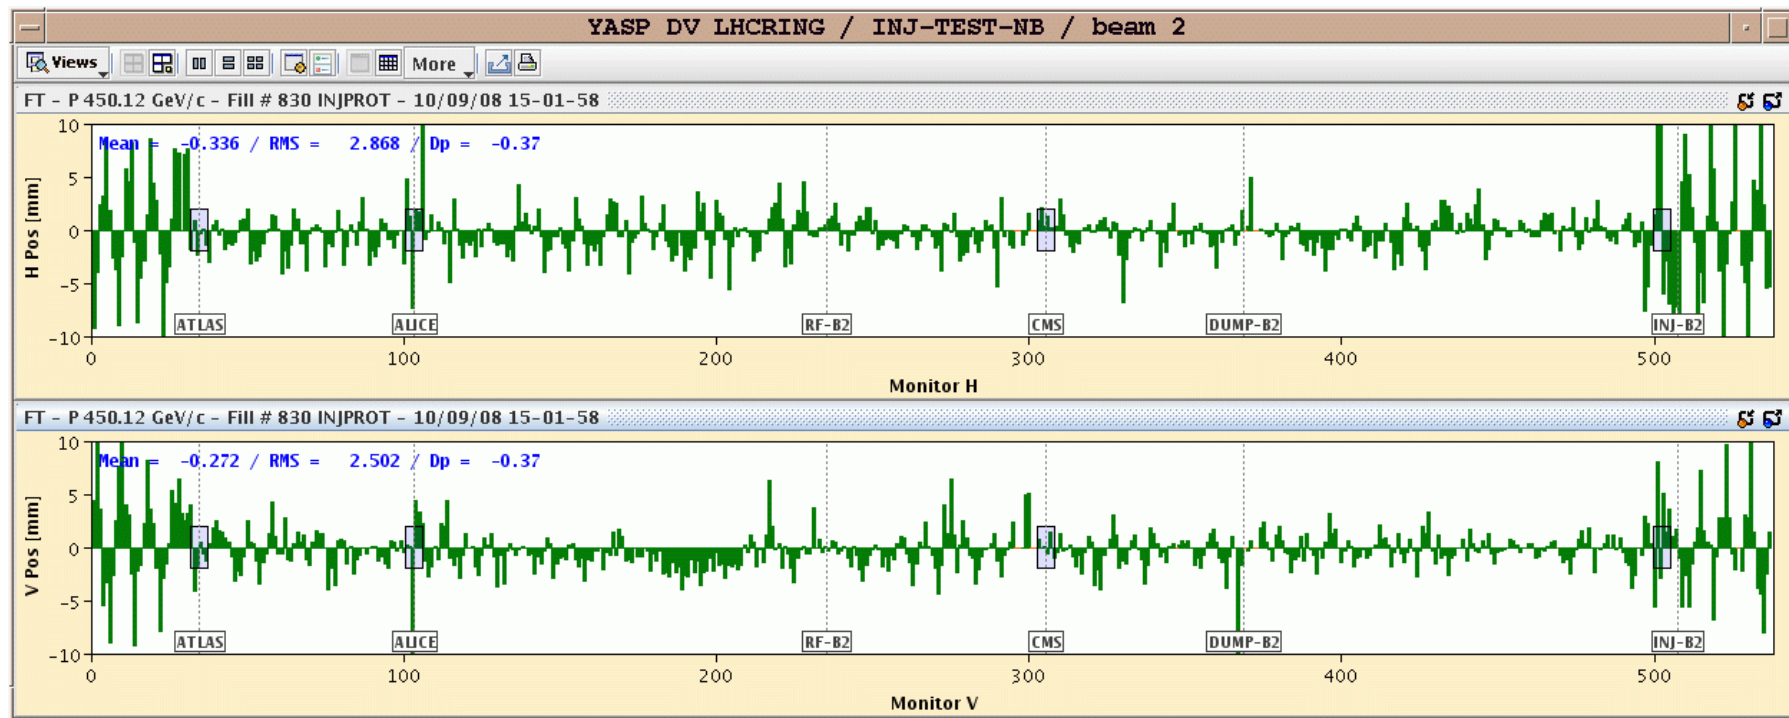 YASP DV LHCRING / INJ-TEST-NB / beam 2
Views More
FT - P 450.12 GeV/c - Fill # 830 INJPROT - 10/09/08 15-01-58
Mean = -0.336 / RMS = 2.868 / Dp = -0.37
H Pos [mm]
10
5
0
-5
-10
ATLAS ALICE RF-B2 CMS DUMP-B2 INJ-B2
0 100 200 300 400 500
Monitor H
FT - P 450.12 GeV/c - Fill # 830 INJPROT - 10/09/08 15-01-58
Mean = -0.272 / RMS = 2.502 / Dp = -0.37
V Pos [mm]
10
5
0
-5
-10
ATLAS ALICE RF-B2 CMS DUMP-B2 INJ-B2
0 100 200 300 400 500
Monitor V